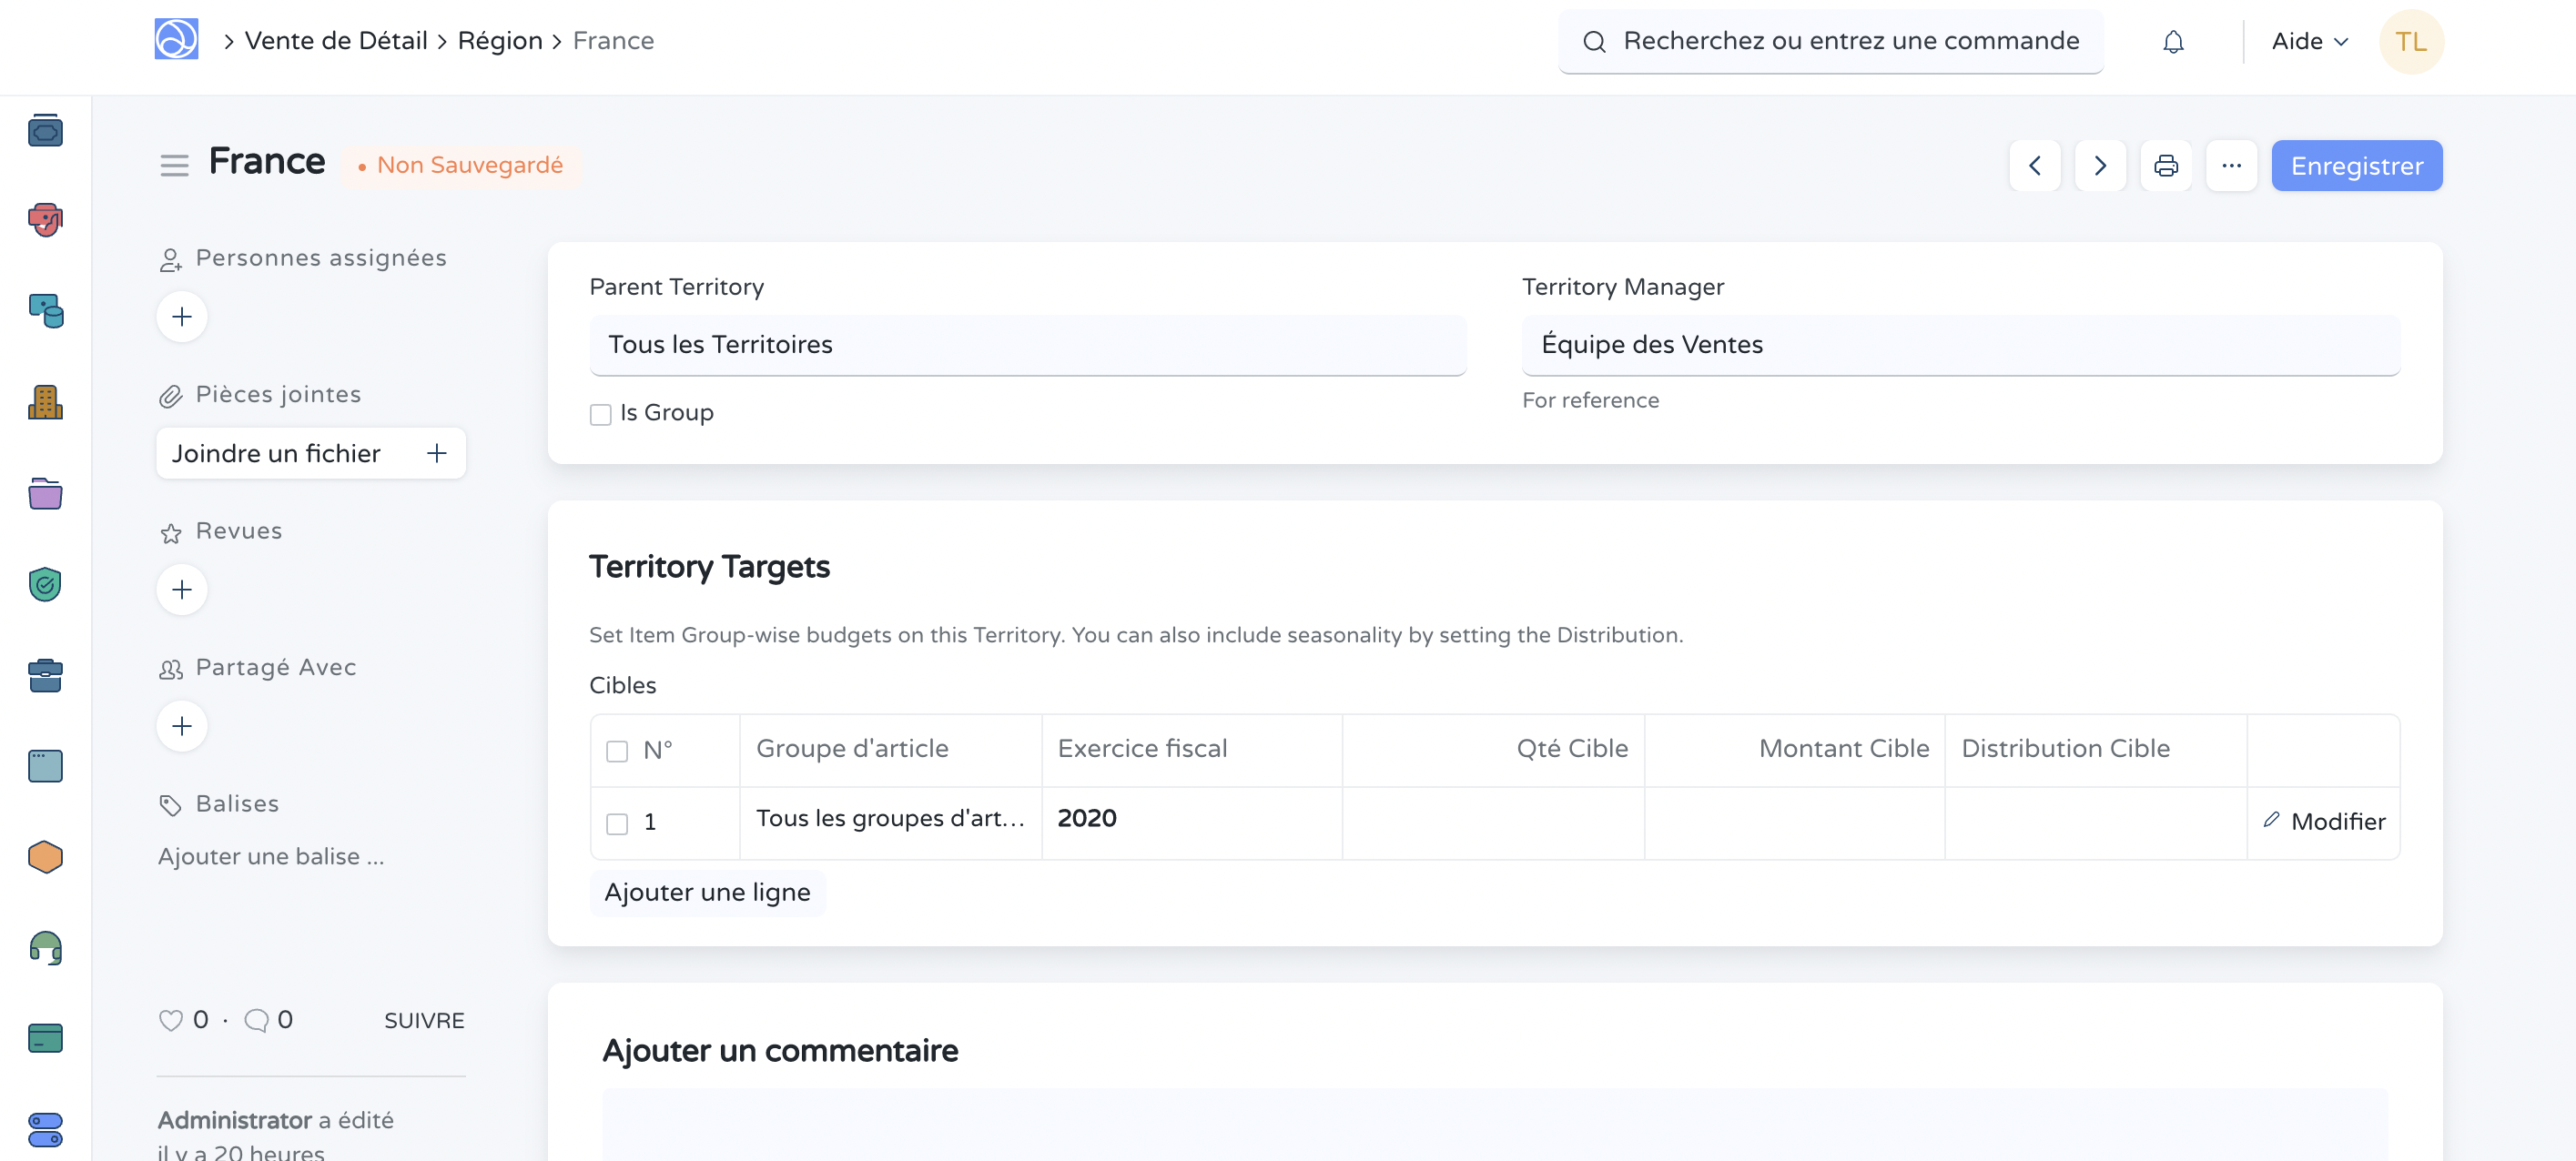 Vente de Détail
Région
France
Recherchez ou entrez une commande
Aide
TL
France
Non Sauvegardé
Enregistrer
Personnes assignées
Pièces jointes
Joindre un fichier
Revues
Partagé Avec
Balises
Ajouter une balise ...
0 · 0
SUIVRE
Administrator a édité
il y a 20 heures
Parent Territory
Tous les Territoires
Is Group
Territory Manager
Équipe des Ventes
For reference
Territory Targets
Set Item Group-wise budgets on this Territory. You can also include seasonality by setting the Distribution.
Cibles
N° Groupe d'article Exercice fiscal Qté Cible Montant Cible Distribution Cible
1 Tous les groupes d'art... 2020 Modifier
Ajouter une ligne
Ajouter un commentaire